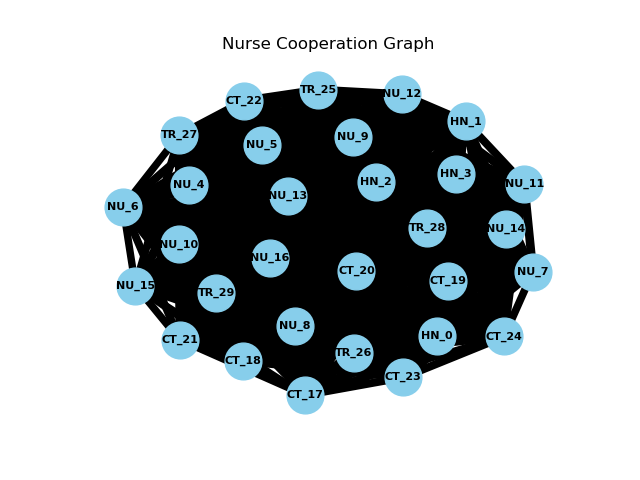 Nurse Cooperation Graph
TR_25
NU_12
CT_22
HN_1
TR_27
NU_9
NU_5
HN_3
HN_2
NU_11
NU_4
NU_13
NU_6
TR_28
NU_14
NU_10
NU_16
CT_20
NU_7
CT_19
NU_15
TR_29
NU_8
HN_0
CT_24
CT_21
TR_26
CT_18
CT_23
CT_17